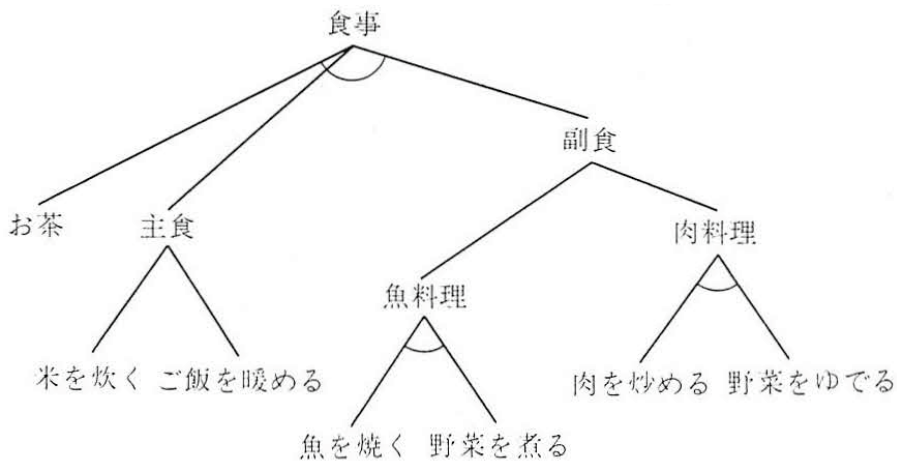 食事
副食
お茶 主食 肉料理
魚料理
米を炊く ご飯を暖める 肉を炒める 野菜をゆでる
魚を焼く 野菜を煮る